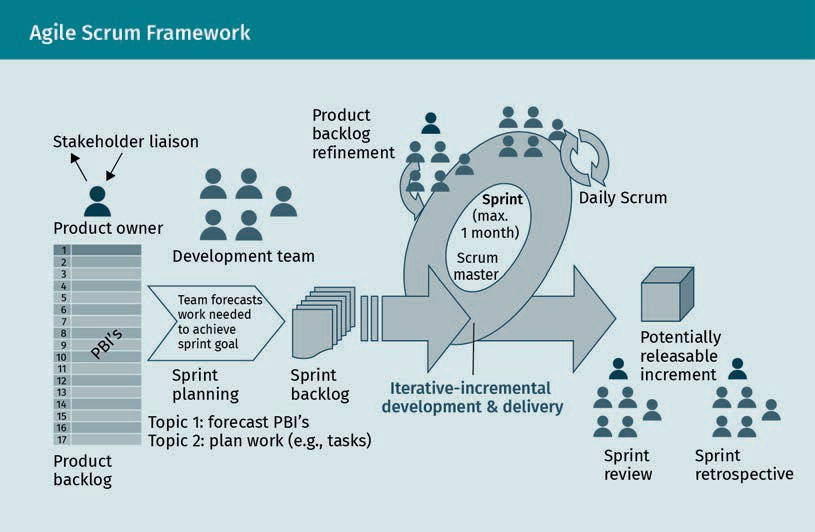 Agile Scrum Framework
Stakeholder liaison
Product owner
1
2
3
4
5
6
7
8
9
10
11
12
13
14
15
16
17
PBI's
Product
backlog
Development team
Team forecasts
work needed
to achieve
sprint goal
Sprint
planning
Topic 1: forecast PBI's
Topic 2: plan work (e.g., tasks)
Sprint
backlog
Product
backlog
refinement
Sprint
(max.
1 month)
Scrum
master
Daily Scrum
Iterative-incremental
development & delivery
Potentially
releasable
increment
Sprint
review
Sprint
retrospective